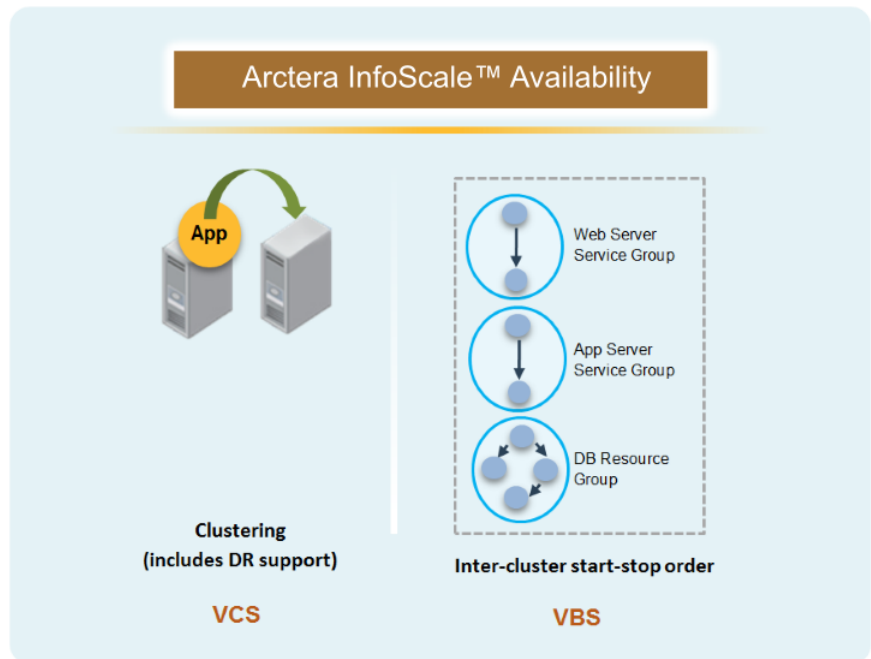 Arctera InfoScale™ Availability
App
Clustering
(includes DR support)
VCS
Web Server
Service Group
App Server
Service Group
DB Resource
Group
Inter-cluster start-stop order
VBS